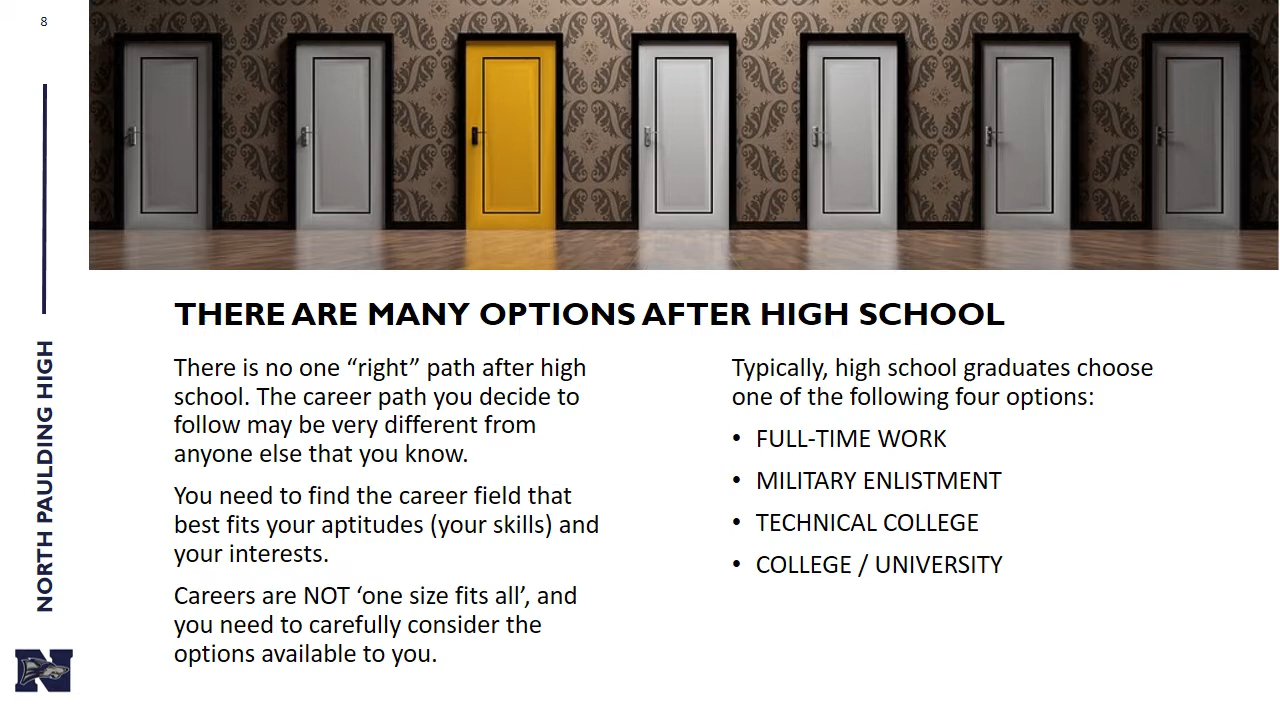 8
NORTH PAULDING HIGH
N
THERE ARE MANY OPTIONS AFTER HIGH SCHOOL
There is no one “right” path after high
school. The career path you decide to
follow may be very different from
anyone else that you know.
You need to find the career field that
best fits your aptitudes (your skills) and
your interests.
Careers are NOT ‘one size fits all’, and
you need to carefully consider the
options available to you.
Typically, high school graduates choose
one of the following four options:
• FULL-TIME WORK
• MILITARY ENLISTMENT
• TECHNICAL COLLEGE
• COLLEGE / UNIVERSITY